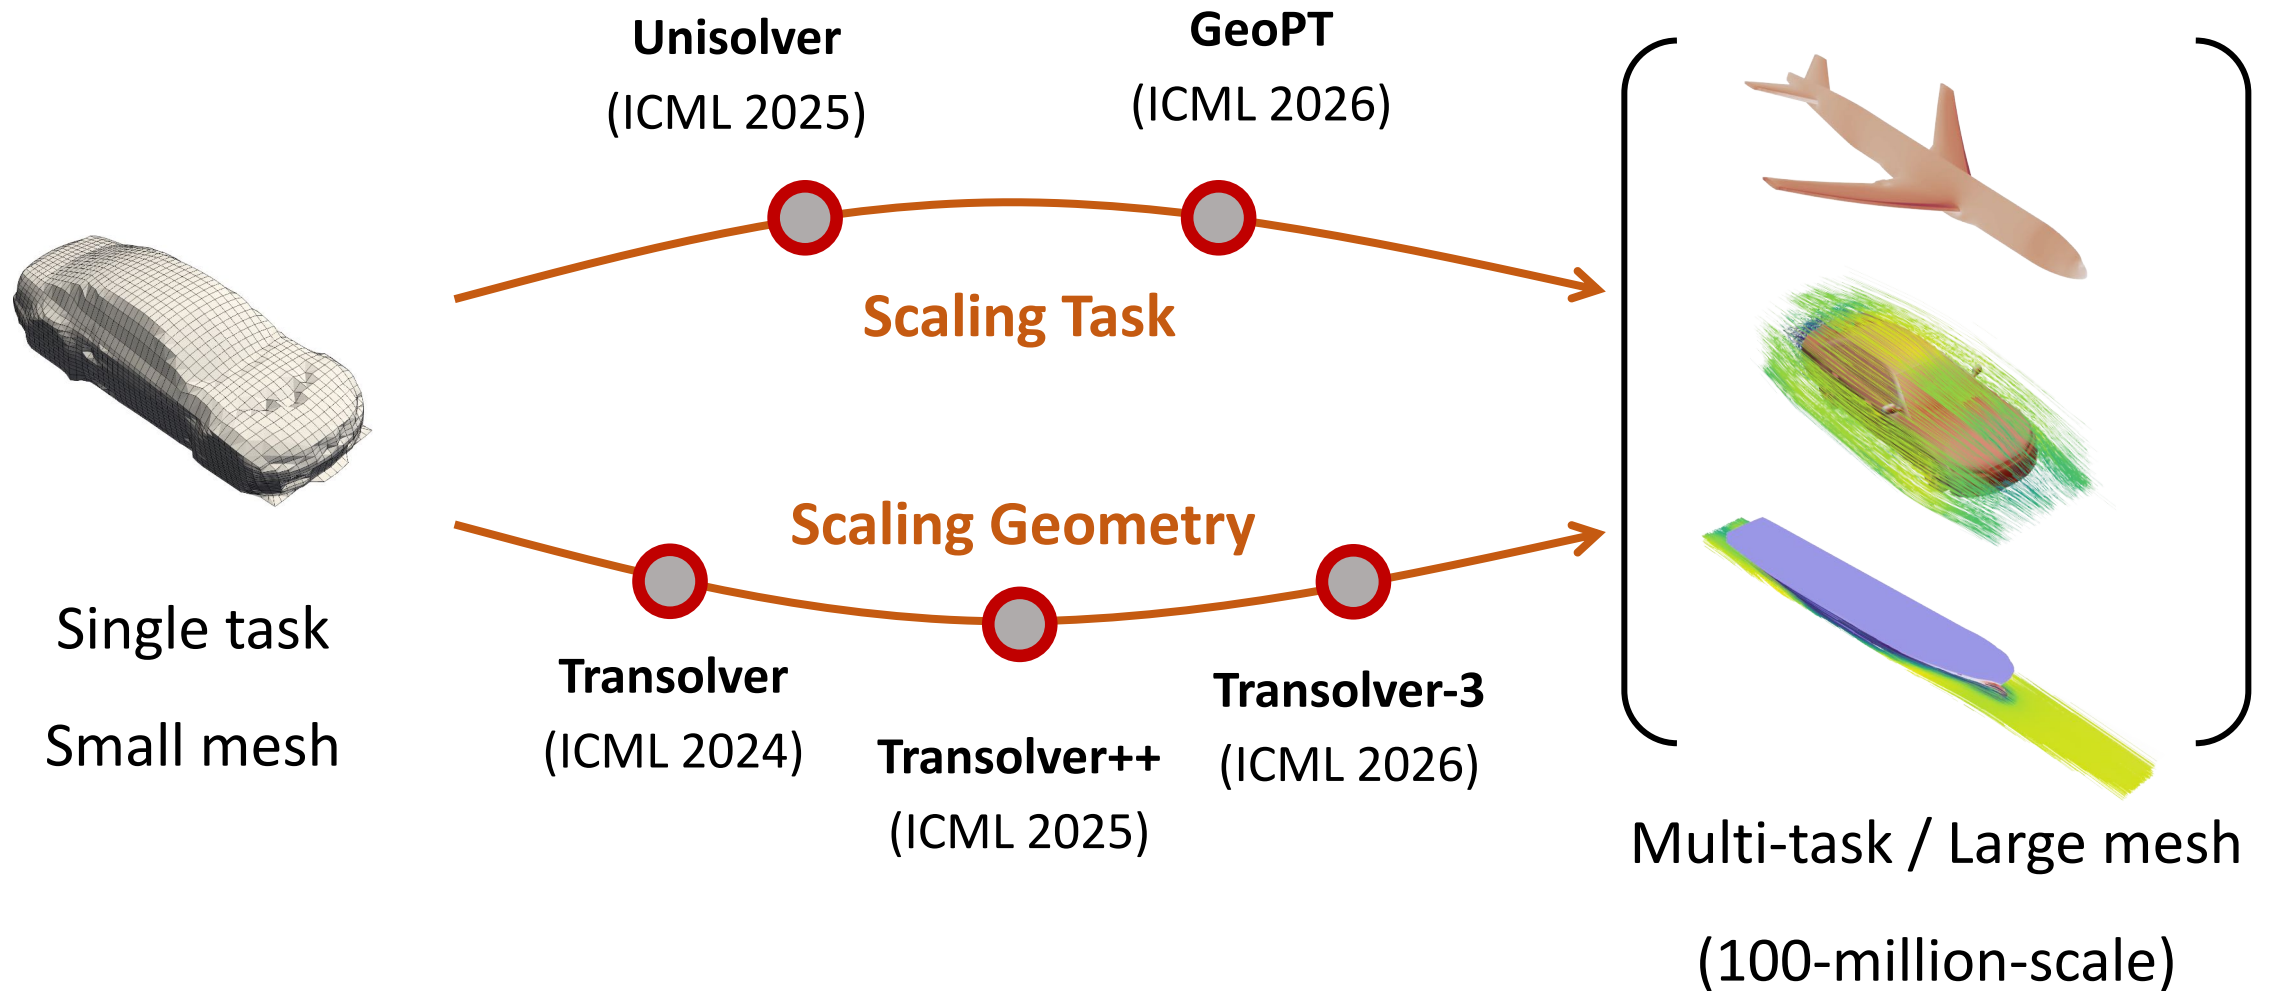 Unisolver
(ICML 2025)
GeoPT
(ICML 2026)
Scaling Task
Scaling Geometry
Single task
Small mesh
Transolver
(ICML 2024)
Transolver++
(ICML 2025)
Transolver-3
(ICML 2026)
Multi-task / Large mesh
(100-million-scale)